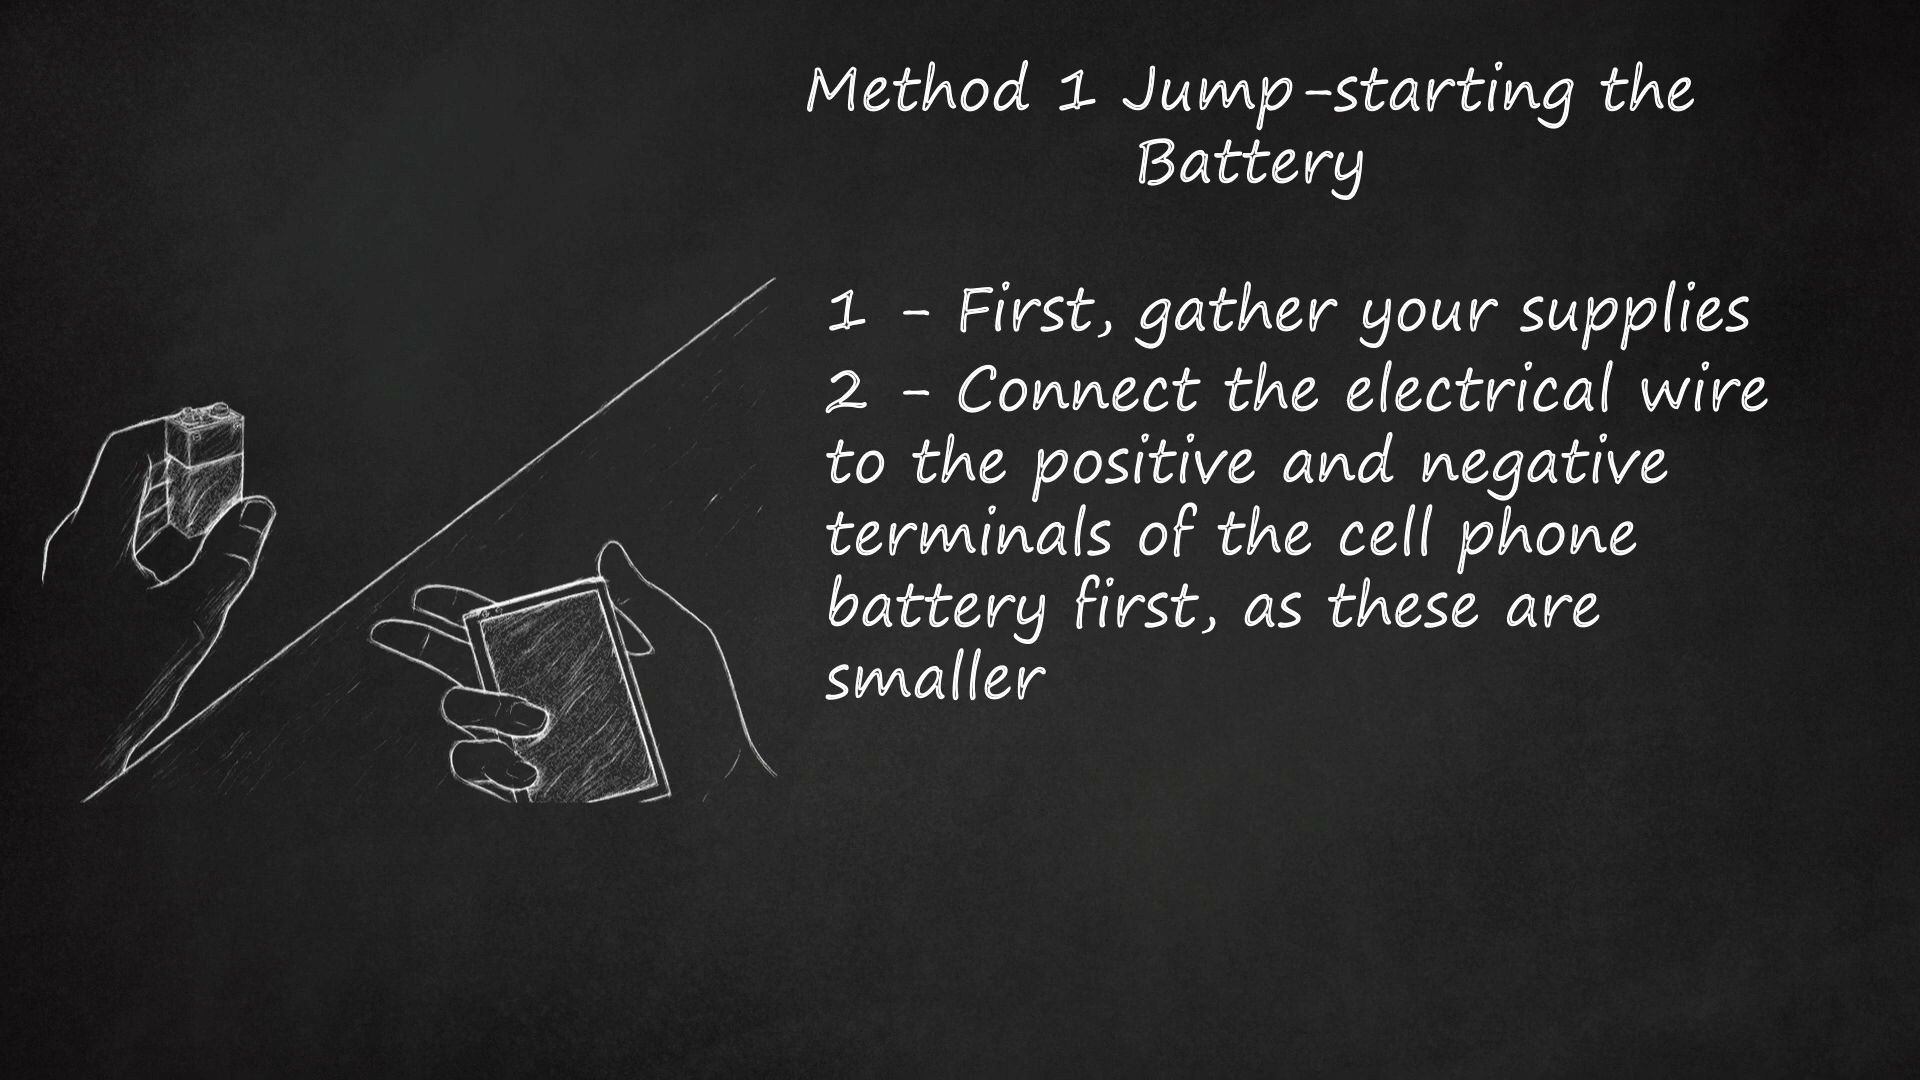 Method 1 Jump-starting the
Battery
1 - First, gather your supplies
2 - Connect the electrical wire
to the positive and negative
terminals of the cell phone
battery first, as these are
smaller